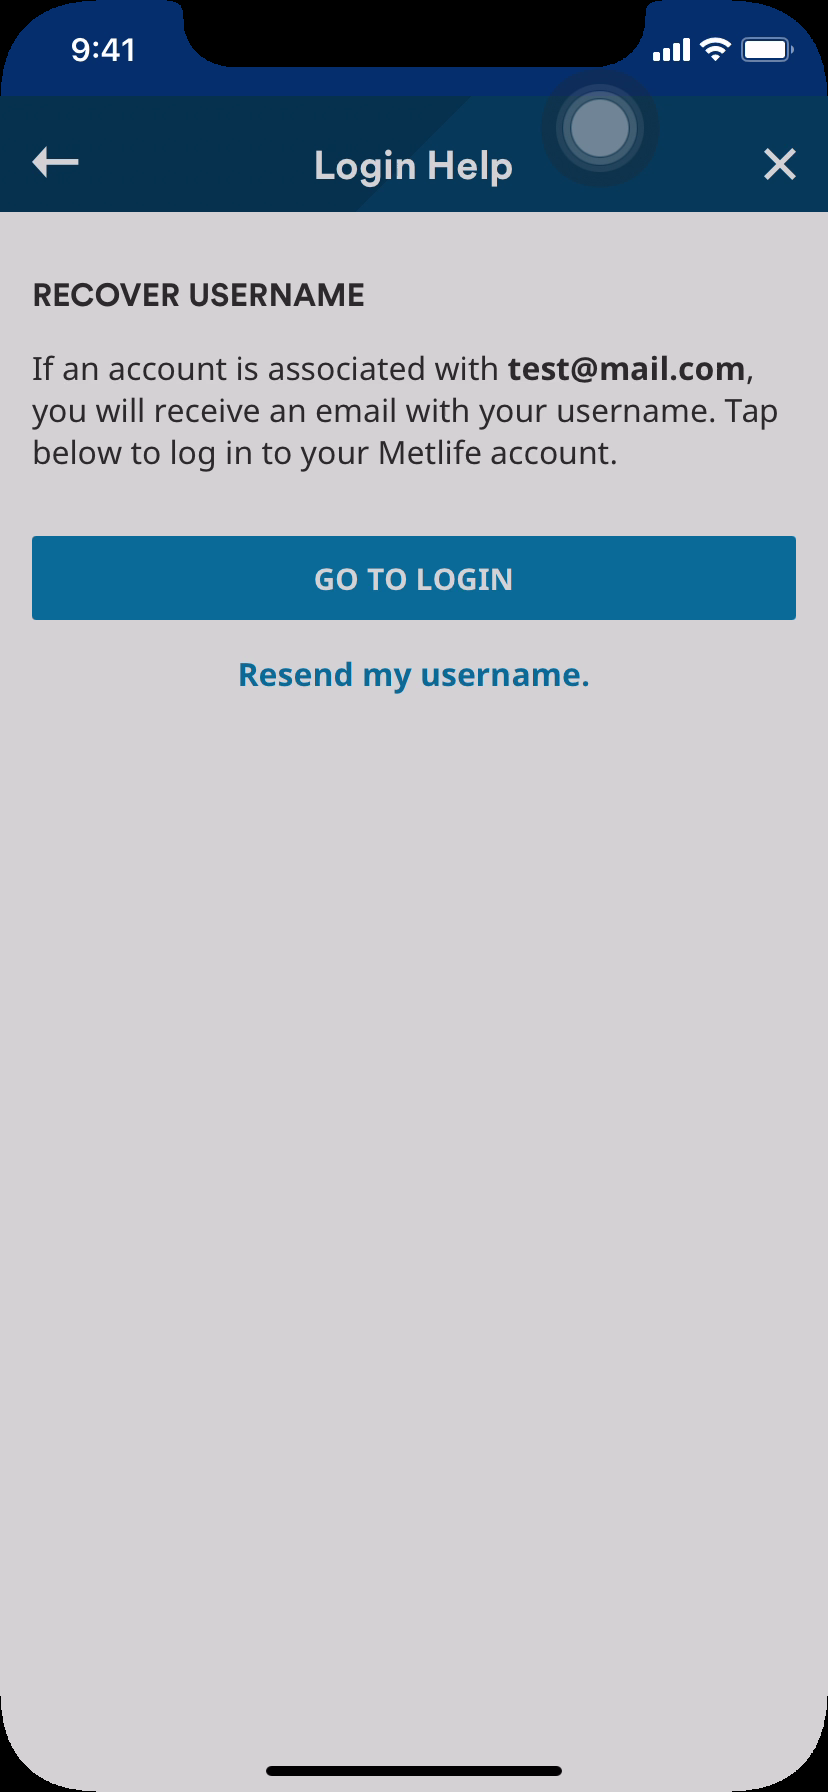 9:41
Login Help
RECOVER USERNAME
If an account is associated with test@mail.com,
you will receive an email with your username. Tap
below to log in to your Metlife account.
GO TO LOGIN
Resend my username.